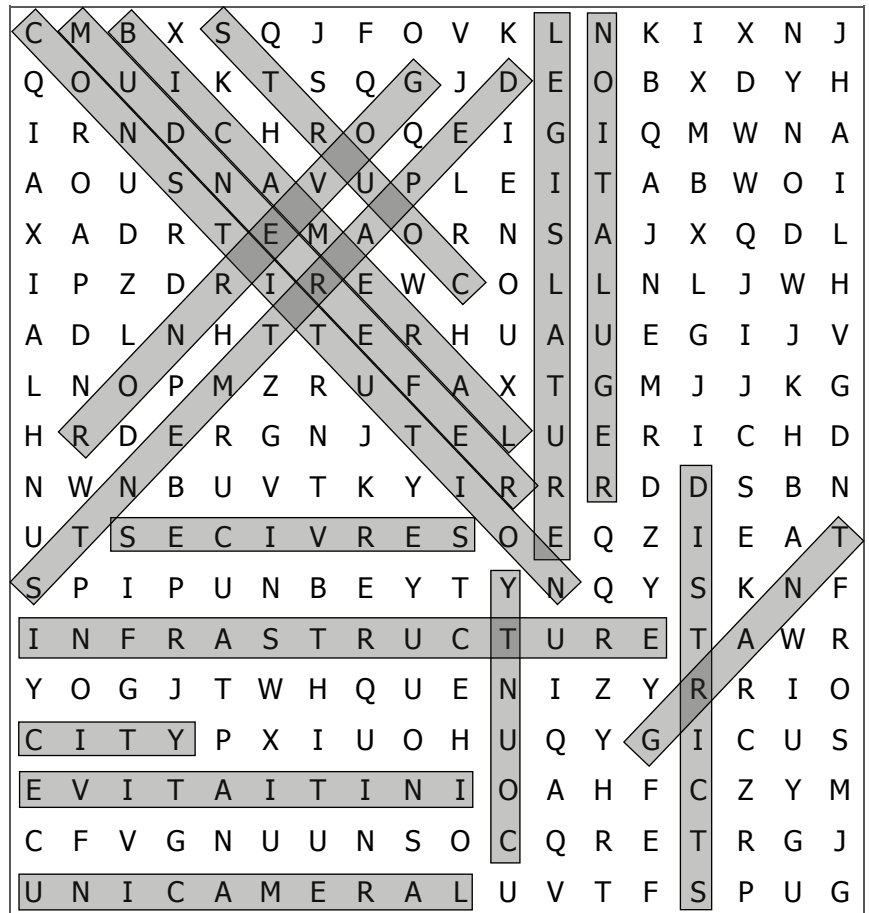 C M B X S Q J F O V K L N K I X N J
Q O U I K T S Q G J D E O B X D Y H
I R N D C H R O Q E I G I Q M W N A
A O U S N A V U P L E I T A B W O I
X A D R T E M A O R N S A J X Q D L
I P Z D R I R E W C O L L N L J W H
A D L N H T T E R H U A U E G I J V
L N O P M Z R U F A X T G M J J K G
H R D E R G N J T E L U E R I C H D
N W N B U V T K Y I R R R D D S B N
U T S E C I V R E S O E Q Z I E A T
S P I P U N B E Y T Y N Q Y S K N F
I N F R A S T R U C T U R E T A W R
Y O G J T W H Q U E N I Z Y R R I O
C I T Y P X I U O H U Q Y G I C U S
E V I T A I T I N I O A H F C Z Y M
C F V G N U U N S O C Q R E T R G J
U N I C A M E R A L U V T F S P U G